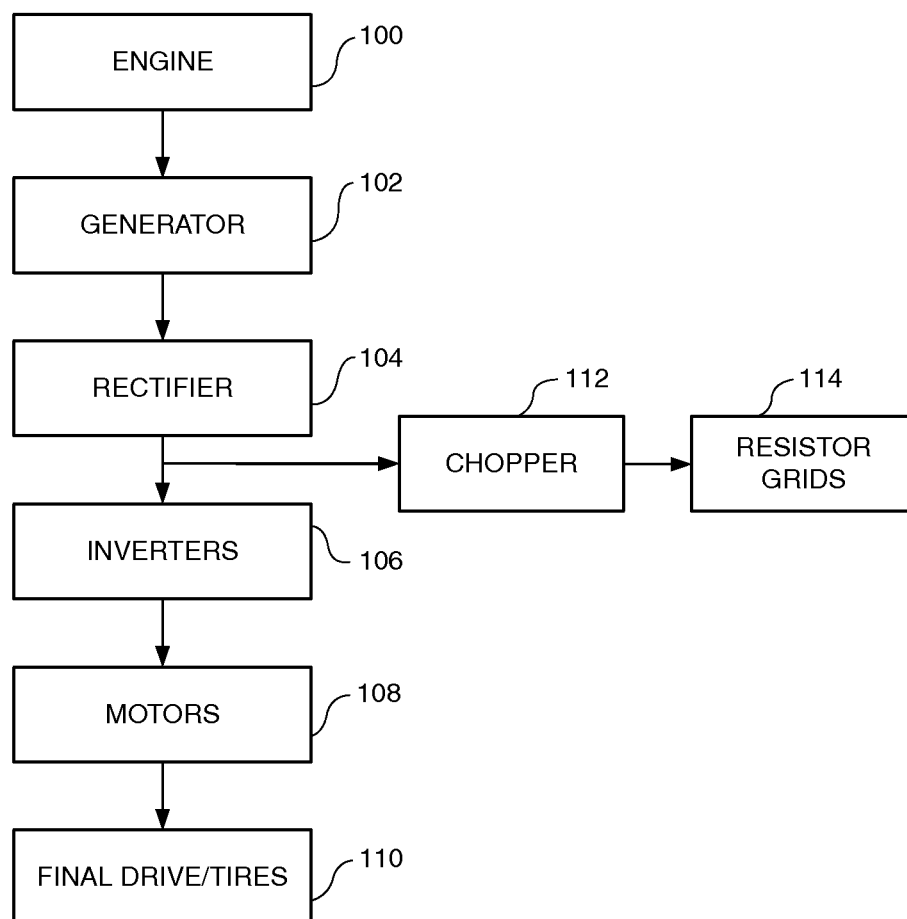 ENGINE
100
GENERATOR
102
RECTIFIER
104
CHOPPER
112
RESISTOR
GRIDS
114
INVERTERS
106
MOTORS
108
FINAL DRIVE/TIRES
110